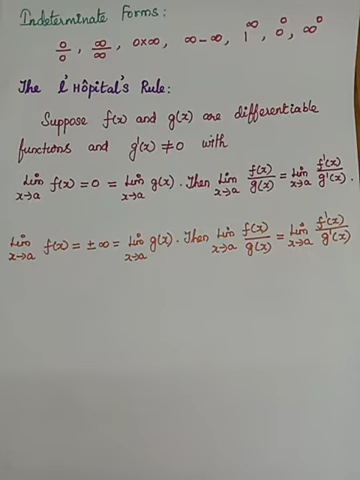 Indeterminate Forms:
0/0, ∞/∞, 0×∞, ∞-∞, 1^∞, 0^0, ∞^0
The l'Hôpital's Rule:
Suppose f(x) and g(x) are differentiable
functions and g'(x) ≠ 0 with
lim x→a f(x) = 0 = lim x→a g(x). Then lim x→a f(x)/g(x) = lim x→a f'(x)/g'(x).
lim x→a f(x) = ±∞ = lim x→a g(x). Then lim x→a f(x)/g(x) = lim x→a f'(x)/g'(x)